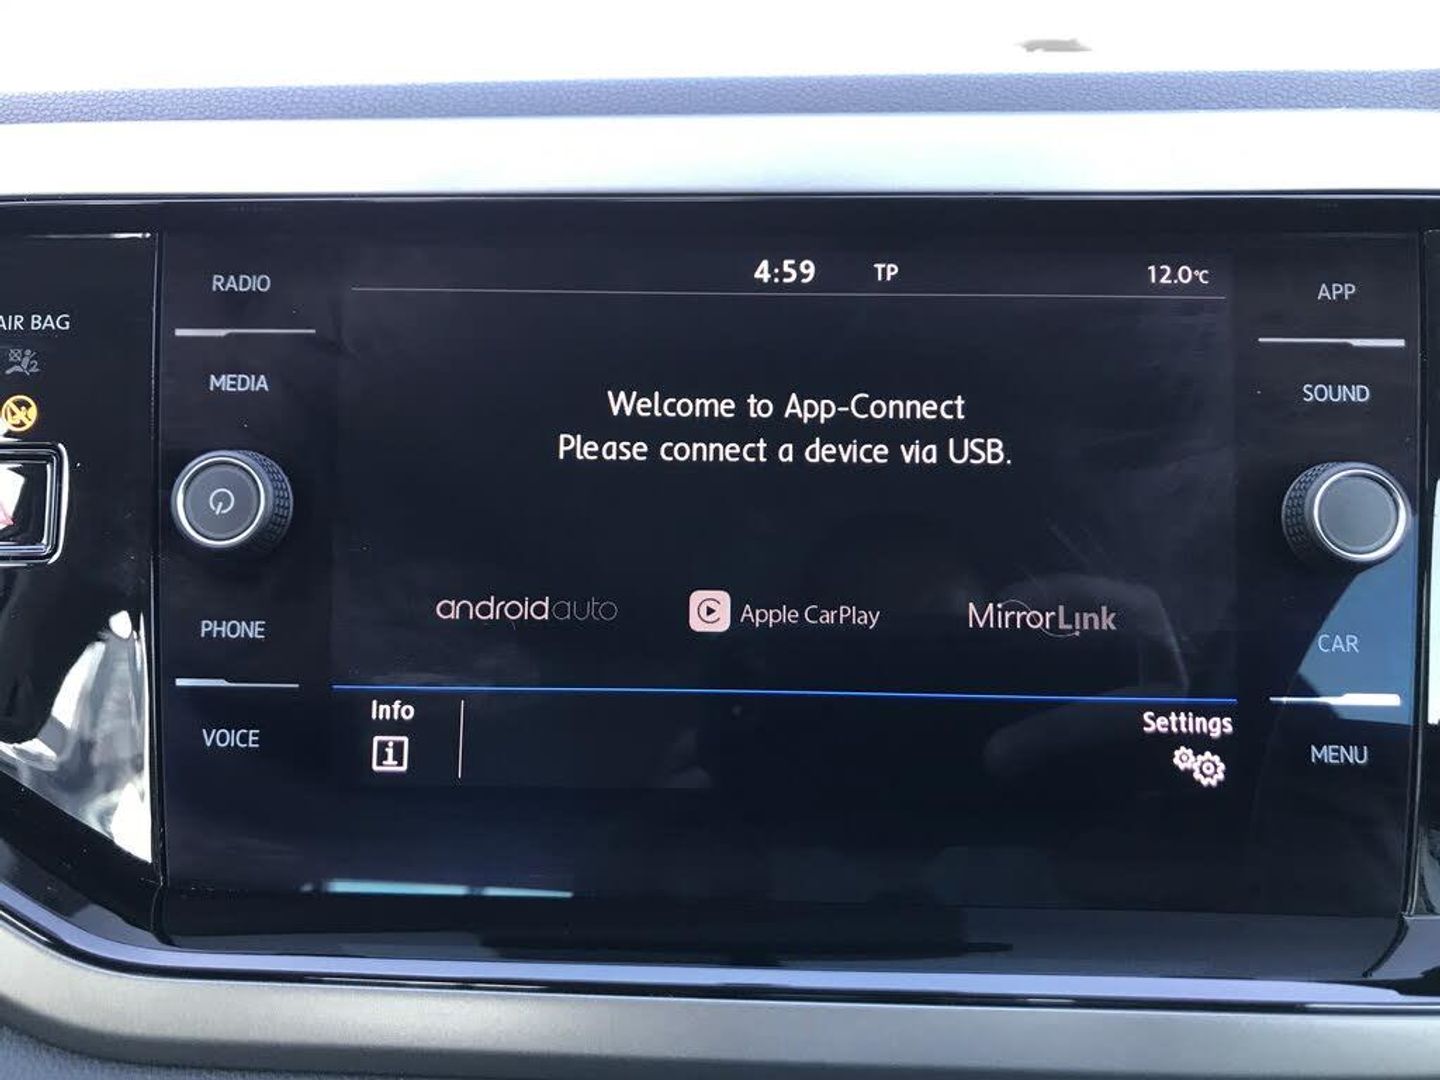 4:59 TP 12.0°C
RADIO
APP
AIR BAG
MEDIA
SOUND
Welcome to App-Connect
Please connect a device via USB.
androidauto
Apple CarPlay
MirrorLink
PHONE
CAR
Info
Settings
VOICE
MENU